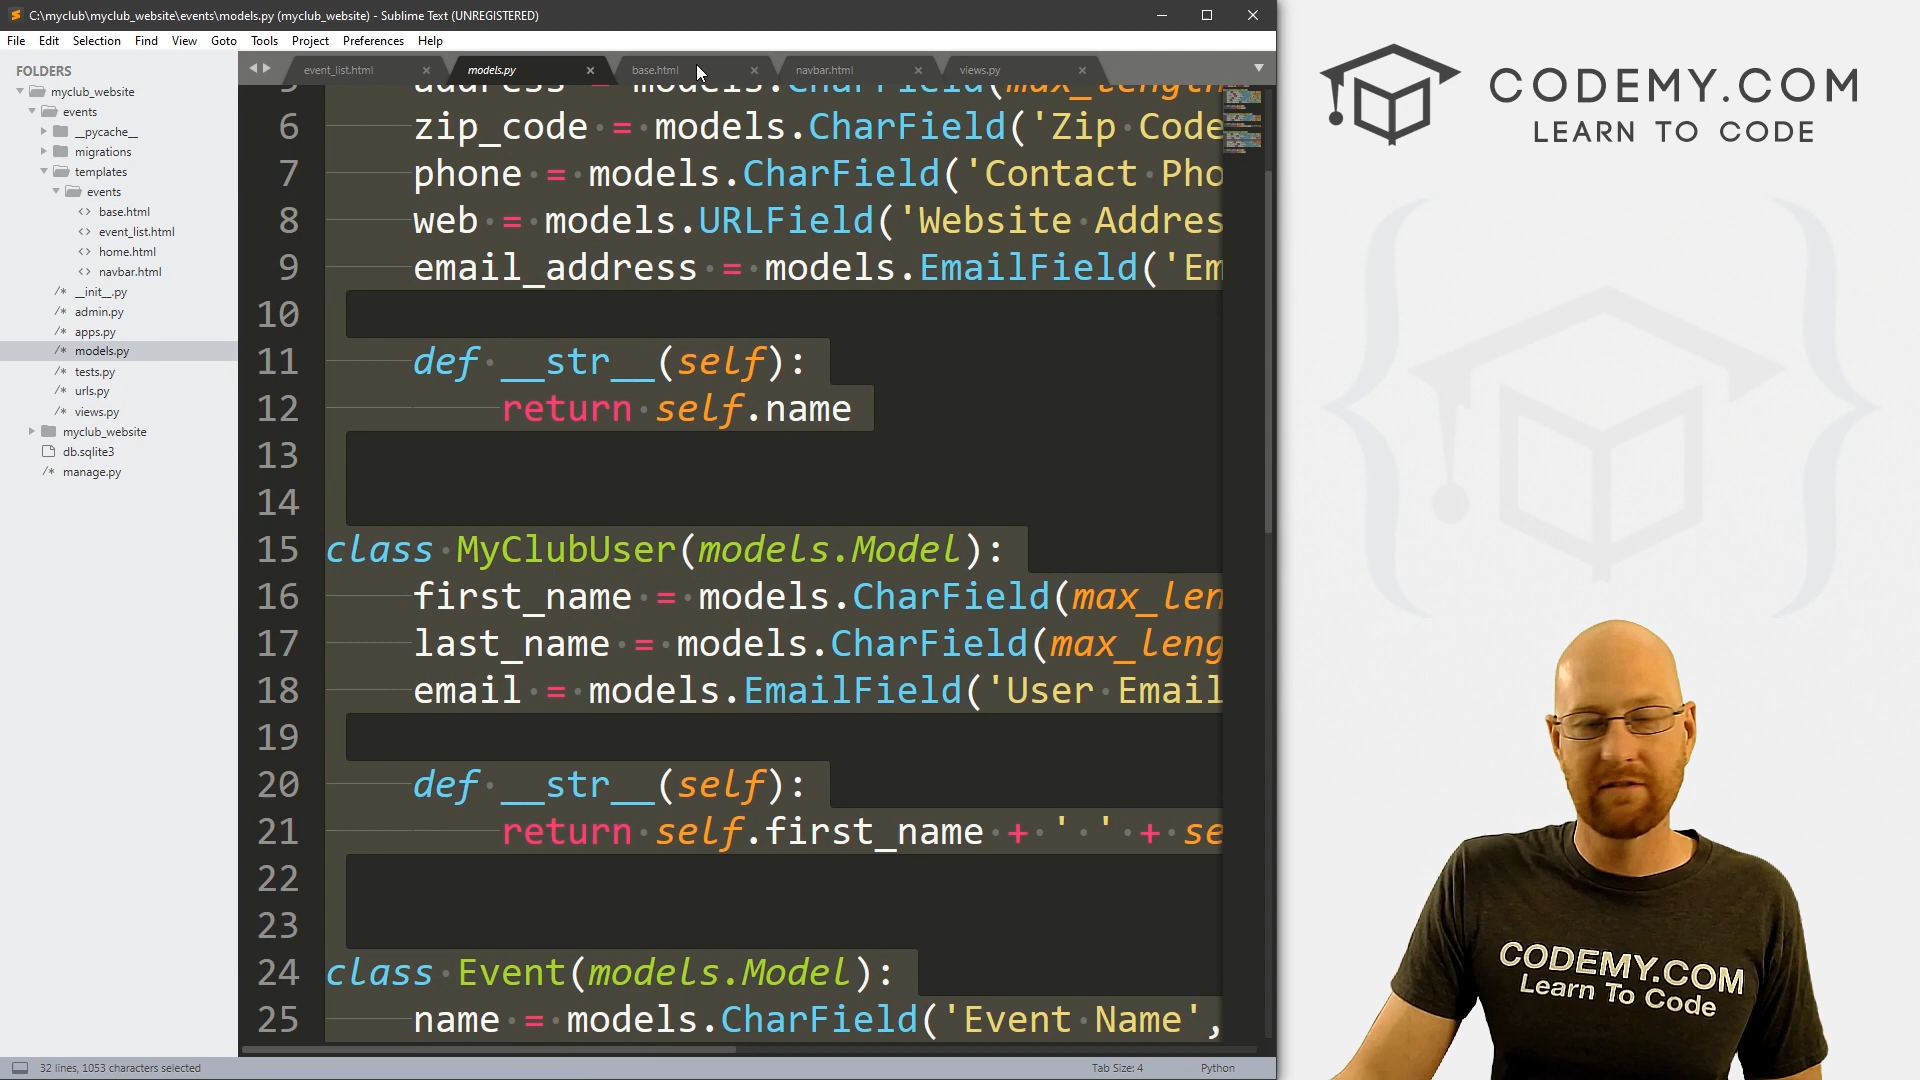 C:\myclub\myclub_website\events\models.py (myclub_website) - Sublime Text (UNREGISTERED)
File Edit Selection Find View Goto Tools Project Preferences Help
FOLDERS
myclub_website
events
__pycache__
migrations
templates
events
base.html
event_list.html
home.html
navbar.html
__init__.py
admin.py
apps.py
models.py
tests.py
urls.py
views.py
myclub_website
db.sqlite3
manage.py
event_list.html models.py base.html navbar.html views.py
5 address = models.CharField(max_length
6 zip_code = models.CharField('Zip Code
7 phone = models.CharField('Contact Pho
8 web = models.URLField('Website Addres
9 email_address = models.EmailField('Em
10
11 def __str__(self):
12 return self.name
13
14
15 class MyClubUser(models.Model):
16 first_name = models.CharField(max_len
17 last_name = models.CharField(max_leng
18 email = models.EmailField('User Email
19
20 def __str__(self):
21 return self.first_name + ' ' + se
22
23
24 class Event(models.Model):
25 name = models.CharField('Event Name',
32 lines, 1053 characters selected
Tab Size: 4
Python
CODEMY.COM
LEARN TO CODE
CODEMY.COM
Learn To Code